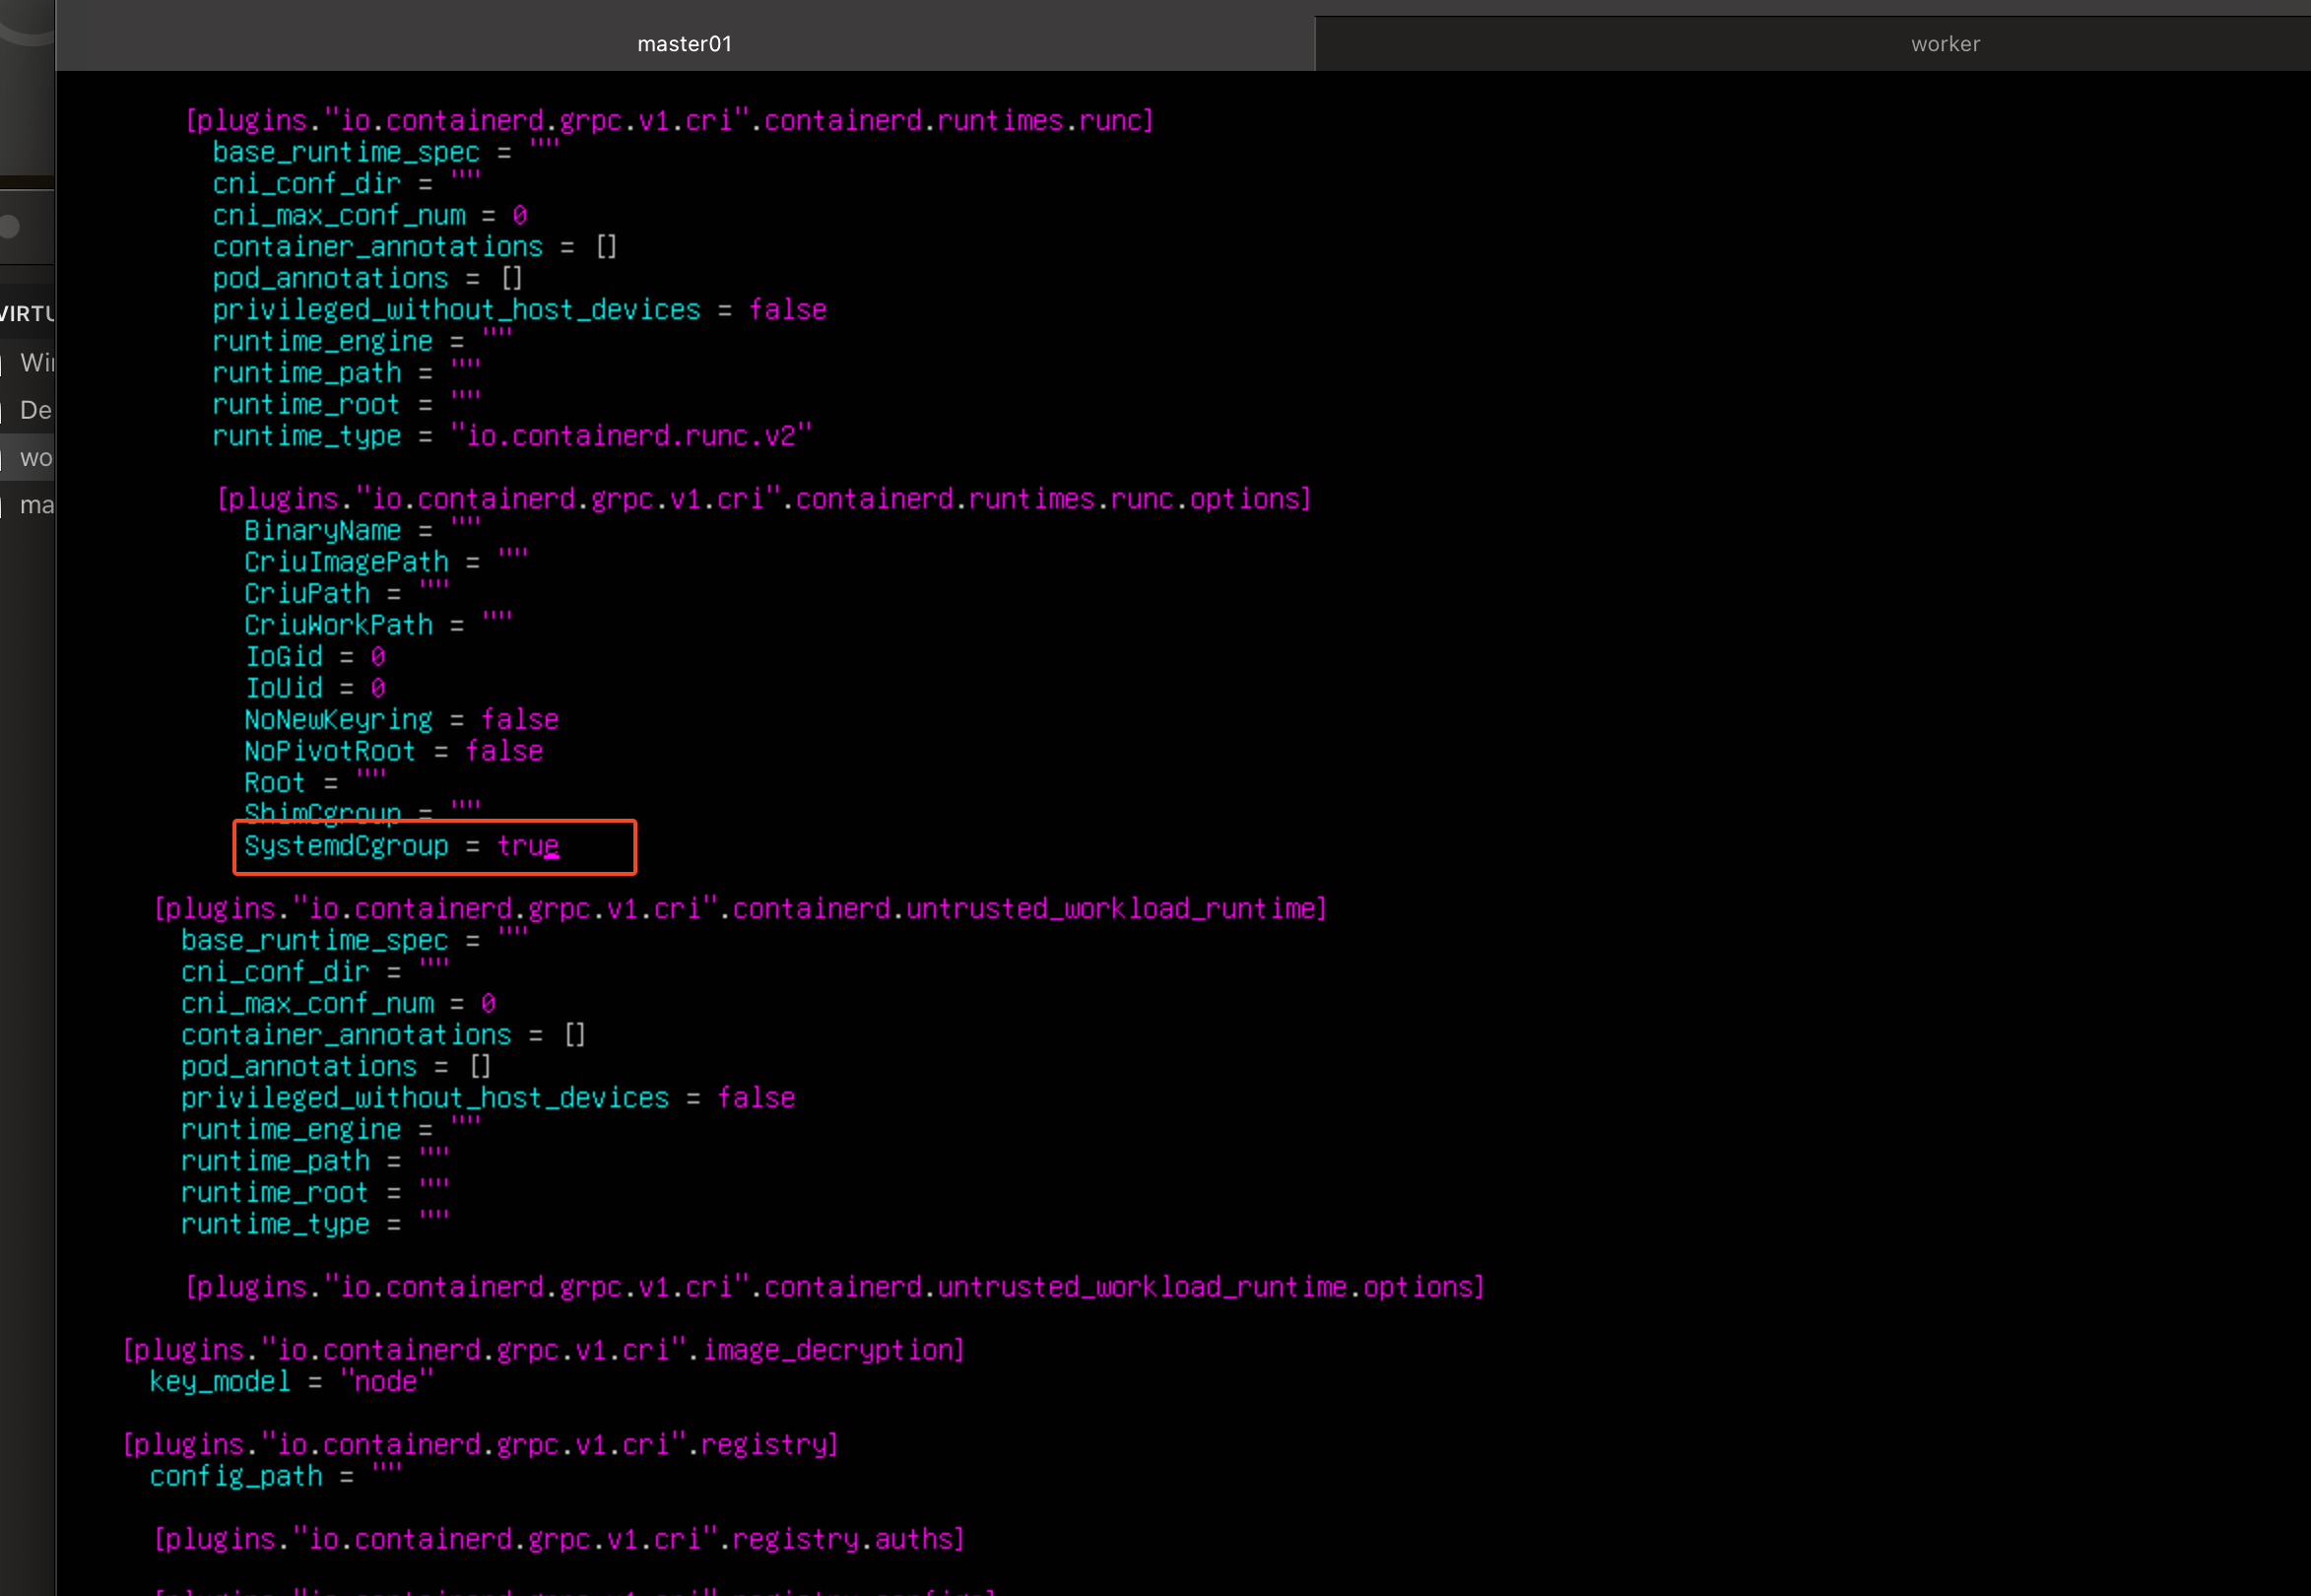 master01
worker
VIRTU
Wi
De
wo
ma
[plugins."io.containerd.grpc.v1.cri".containerd.runtimes.runc]
base_runtime_spec = ""
cni_conf_dir = ""
cni_max_conf_num = 0
container_annotations = []
pod_annotations = []
privileged_without_host_devices = false
runtime_engine = ""
runtime_path = ""
runtime_root = ""
runtime_type = "io.containerd.runc.v2"
[plugins."io.containerd.grpc.v1.cri".containerd.runtimes.runc.options]
BinaryName = ""
CriuImagePath = ""
CriuPath = ""
CriuWorkPath = ""
IoGid = 0
IoUid = 0
NoNewKeyring = false
NoPivotRoot = false
Root = ""
ShimCgroup = ""
SystemdCgroup = true
[plugins."io.containerd.grpc.v1.cri".containerd.untrusted_workload_runtime]
base_runtime_spec = ""
cni_conf_dir = ""
cni_max_conf_num = 0
container_annotations = []
pod_annotations = []
privileged_without_host_devices = false
runtime_engine = ""
runtime_path = ""
runtime_root = ""
runtime_type = ""
[plugins."io.containerd.grpc.v1.cri".containerd.untrusted_workload_runtime.options]
[plugins."io.containerd.grpc.v1.cri".image_decryption]
key_model = "node"
[plugins."io.containerd.grpc.v1.cri".registry]
config_path = ""
[plugins."io.containerd.grpc.v1.cri".registry.auths]